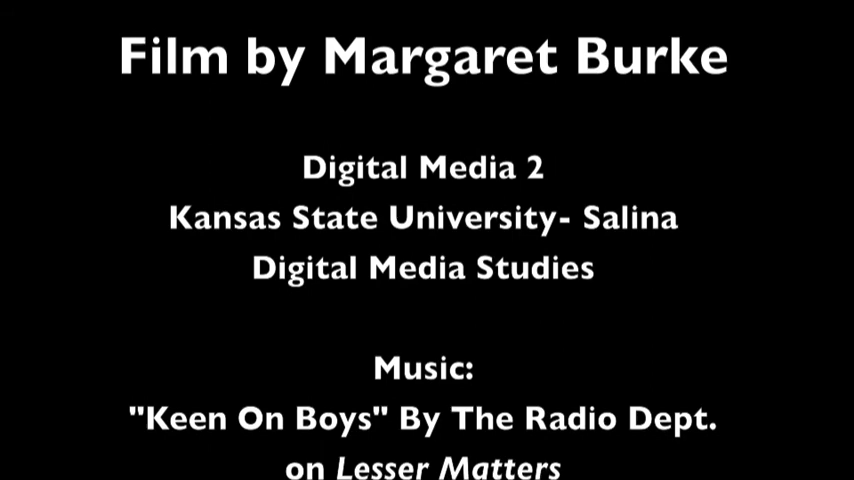 Film by Margaret Burke
Digital Media 2
Kansas State University- Salina
Digital Media Studies
Music:
"Keen On Boys" By The Radio Dept.
on Lesser Matters